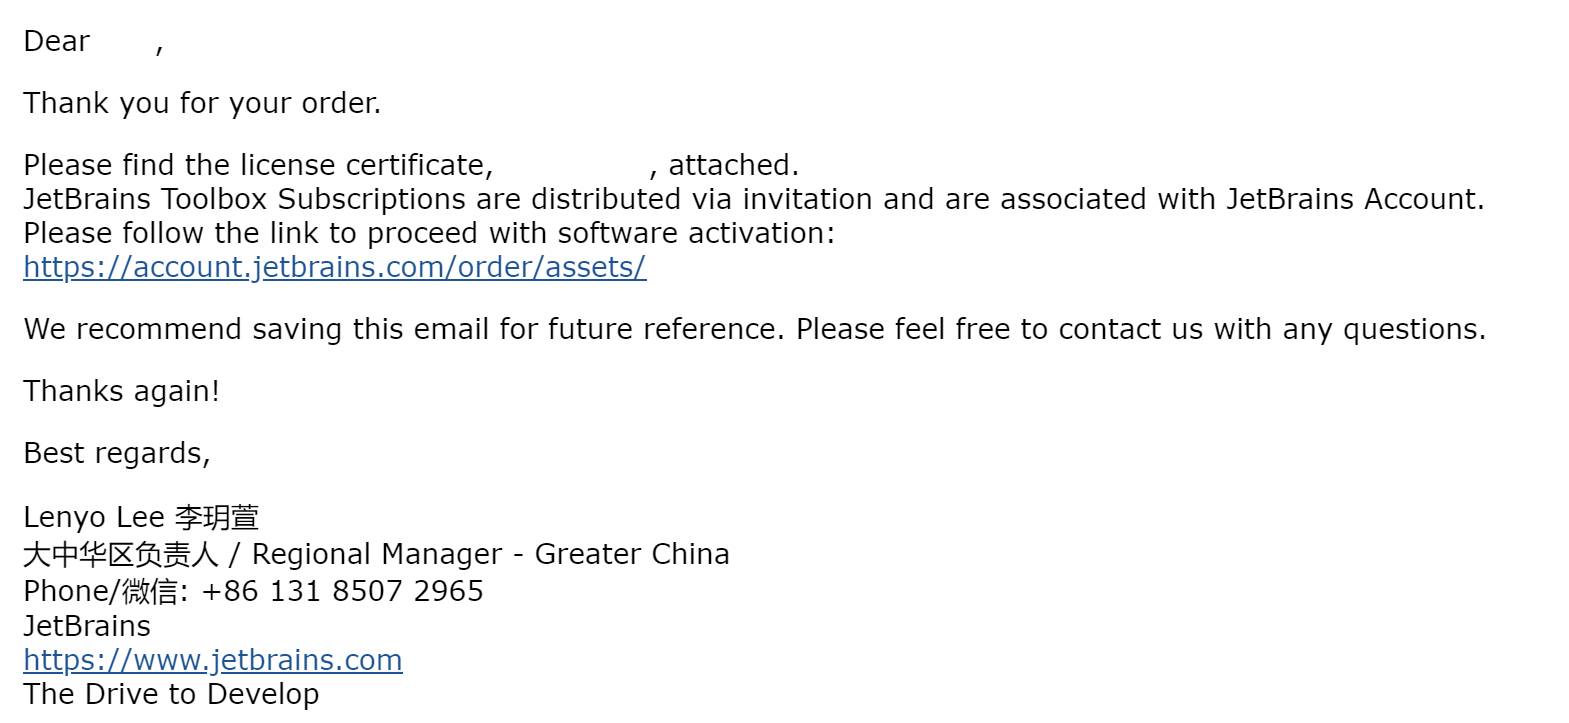 Dear ,
Thank you for your order.
Please find the license certificate, , attached.
JetBrains Toolbox Subscriptions are distributed via invitation and are associated with JetBrains Account.
Please follow the link to proceed with software activation:
https://account.jetbrains.com/order/assets/
We recommend saving this email for future reference. Please feel free to contact us with any questions.
Thanks again!
Best regards,
Lenyo Lee 李玥萱
大中华区负责人 / Regional Manager - Greater China
Phone/微信: +86 131 8507 2965
JetBrains
https://www.jetbrains.com
The Drive to Develop